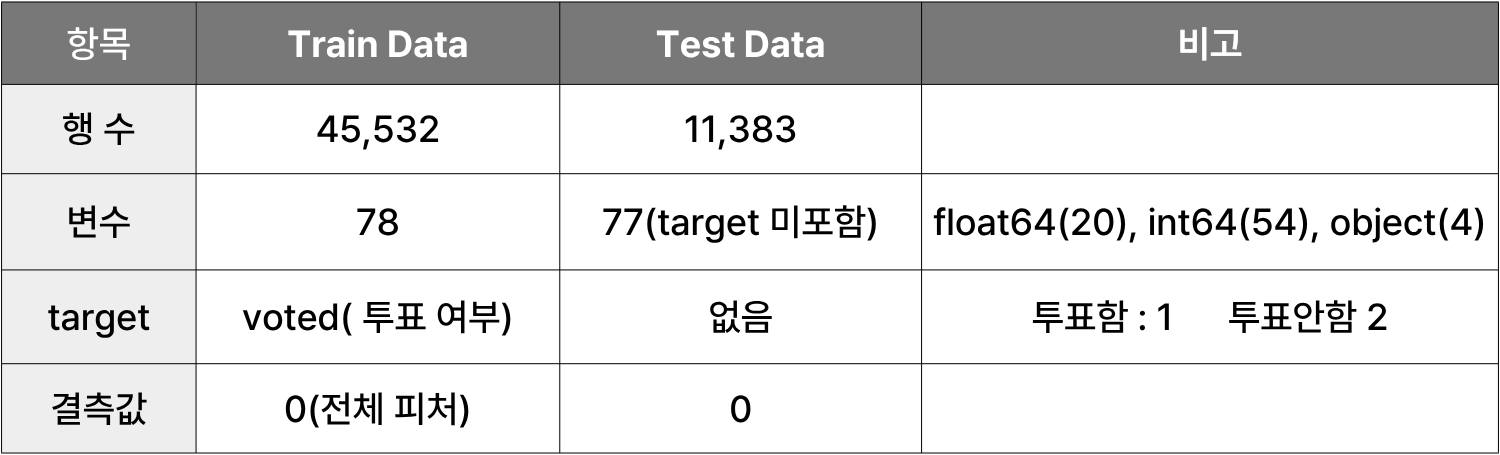 항목 Train Data Test Data 비고
행 수 45,532 11,383
변수 78 77(target 미포함) float64(20), int64(54), object(4)
target voted( 투표 여부) 없음 투표함 : 1 투표안함 2
결측값 0(전체 피처) 0